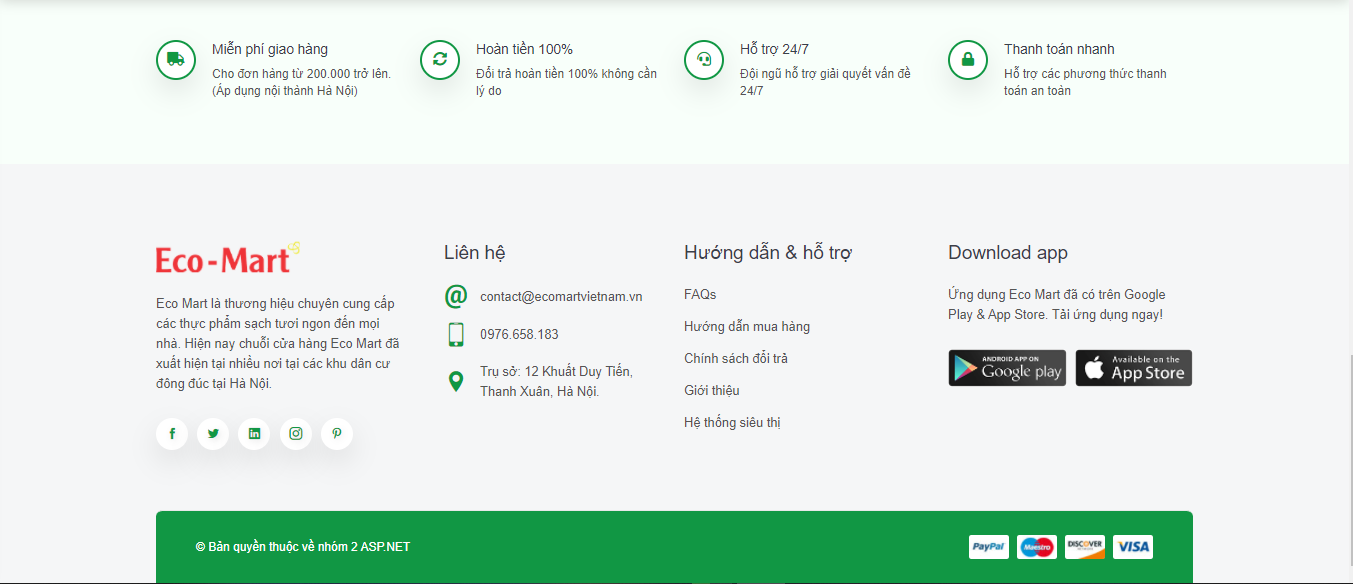 Miễn phí giao hàng
Cho đơn hàng từ 200.000 trở lên.
(Áp dụng nội thành Hà Nội)
Hoàn tiền 100%
Đổi trả hoàn tiền 100% không cần
lý do
Hỗ trợ 24/7
Đội ngũ hỗ trợ giải quyết vấn đề
24/7
Thanh toán nhanh
Hỗ trợ các phương thức thanh
toán an toàn
Eco-Mart
Eco Mart là thương hiệu chuyên cung cấp
các thực phẩm sạch tươi ngon đến mọi
nhà. Hiện nay chuỗi cửa hàng Eco Mart đã
xuất hiện tại nhiều nơi tại các khu dân cư
đông đúc tại Hà Nội.
Liên hệ
contact@ecomartvietnam.vn
0976.658.183
Trụ sở: 12 Khuất Duy Tiến,
Thanh Xuân, Hà Nội.
Hướng dẫn & hỗ trợ
FAQs
Hướng dẫn mua hàng
Chính sách đổi trả
Giới thiệu
Hệ thống siêu thị
Download app
Ứng dụng Eco Mart đã có trên Google
Play & App Store. Tải ứng dụng ngay!
ANDROID APP ON
Google play
Available on the
App Store
© Bản quyền thuộc về nhóm 2 ASP.NET
PayPal
Maestro
DISCOVER
VISA